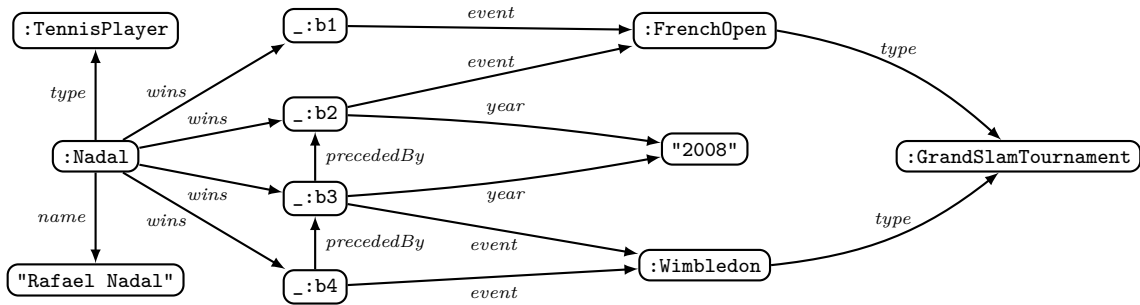 event
:TennisPlayer
_:b1
:FrenchOpen
type
type
wins
event
wins
_:b2
year
:Nadal
precededBy
"2008"
:GrandSlamTournament
wins
_:b3
year
name
wins
precededBy
event
type
:Wimbledon
"Rafael Nadal"
_:b4
event